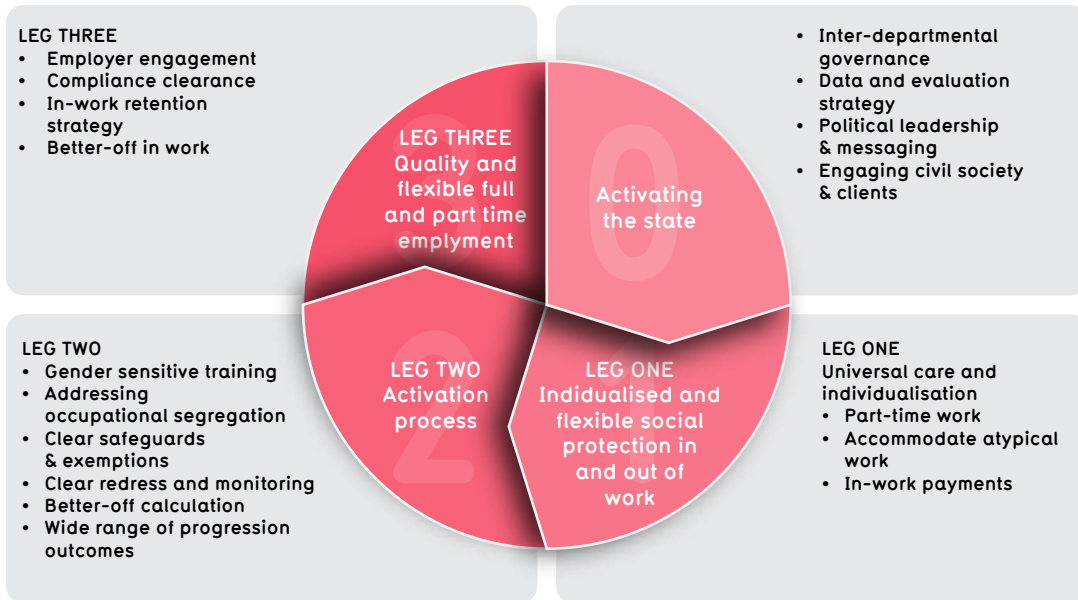 LEG THREE
• Employer engagement
• Compliance clearance
• In-work retention
strategy
• Better-off in work
• Inter-departmental
governance
• Data and evaluation
strategy
• Political leadership
& messaging
• Engaging civil society
& clients
3
LEG THREE
Quality and
flexible full
and part time
emplyment
0
Activating
the state
2
LEG TWO
Activation
process
1
LEG ONE
Indidualised and
flexible social
protection in
and out of
work
LEG TWO
• Gender sensitive training
• Addressing
occupational segregation
• Clear safeguards
& exemptions
• Clear redress and monitoring
• Better-off calculation
• Wide range of progression
outcomes
LEG ONE
Universal care and
individualisation
• Part-time work
• Accommodate atypical
work
• In-work payments